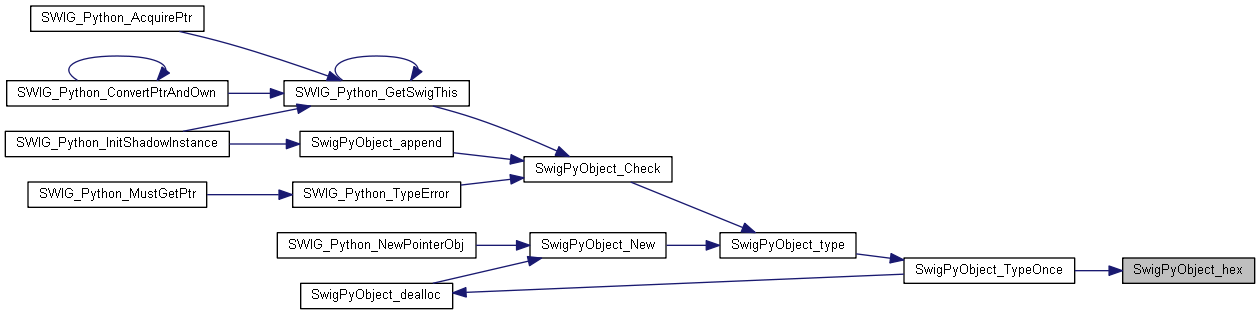 SWIG_Python_AcquirePtr
SWIG_Python_ConvertPtrAndOwn
SWIG_Python_GetSwigThis
SWIG_Python_InitShadowInstance
SwigPyObject_append
SwigPyObject_Check
SWIG_Python_MustGetPtr
SWIG_Python_TypeError
SWIG_Python_NewPointerObj
SwigPyObject_New
SwigPyObject_type
SwigPyObject_TypeOnce
SwigPyObject_hex
SwigPyObject_dealloc